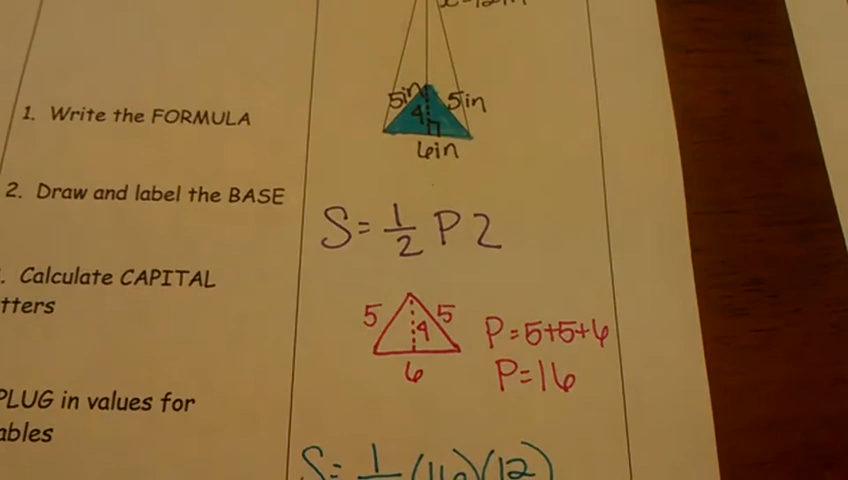 5in 5in
4
6in
1. Write the FORMULA
2. Draw and label the BASE
S = 1/2 P l
. Calculate CAPITAL
tters
5 5
4
6
P=5+5+6
P=16
PLUG in values for
ables
S= 1 (16)(12)